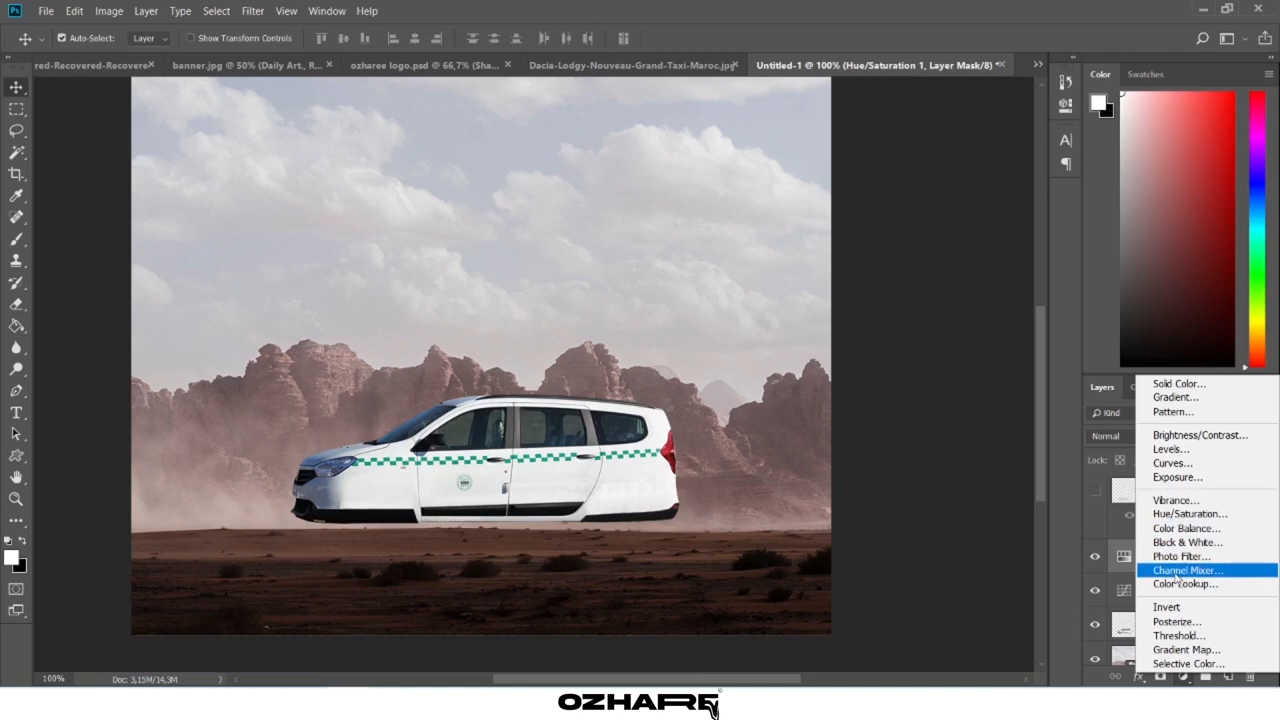 Ps File Edit Image Layer Type Select Filter View Window Help
Auto-Select: Layer Show Transform Controls
red-Recovered-Recovere banner.jpg @ 50% (Daily Art., R... ozharee logo.psd @ 66,7% (Sha... Dacia-Lodgy-Nouveau-Grand-Taxi-Maroc.jpg Untitled-1 @ 100% (Hue/Saturation 1, Layer Mask/8) *
Color Swatches
Layers
Kind
Normal
Lock:
Solid Color...
Gradient...
Pattern...
Brightness/Contrast...
Levels...
Curves...
Exposure...
Vibrance...
Hue/Saturation...
Color Balance...
Black & White...
Photo Filter...
Channel Mixer...
Color Lookup...
Invert
Posterize...
Threshold...
Gradient Map...
Selective Color...
100% Doc: 3,15M/14,3M
OZHAREE